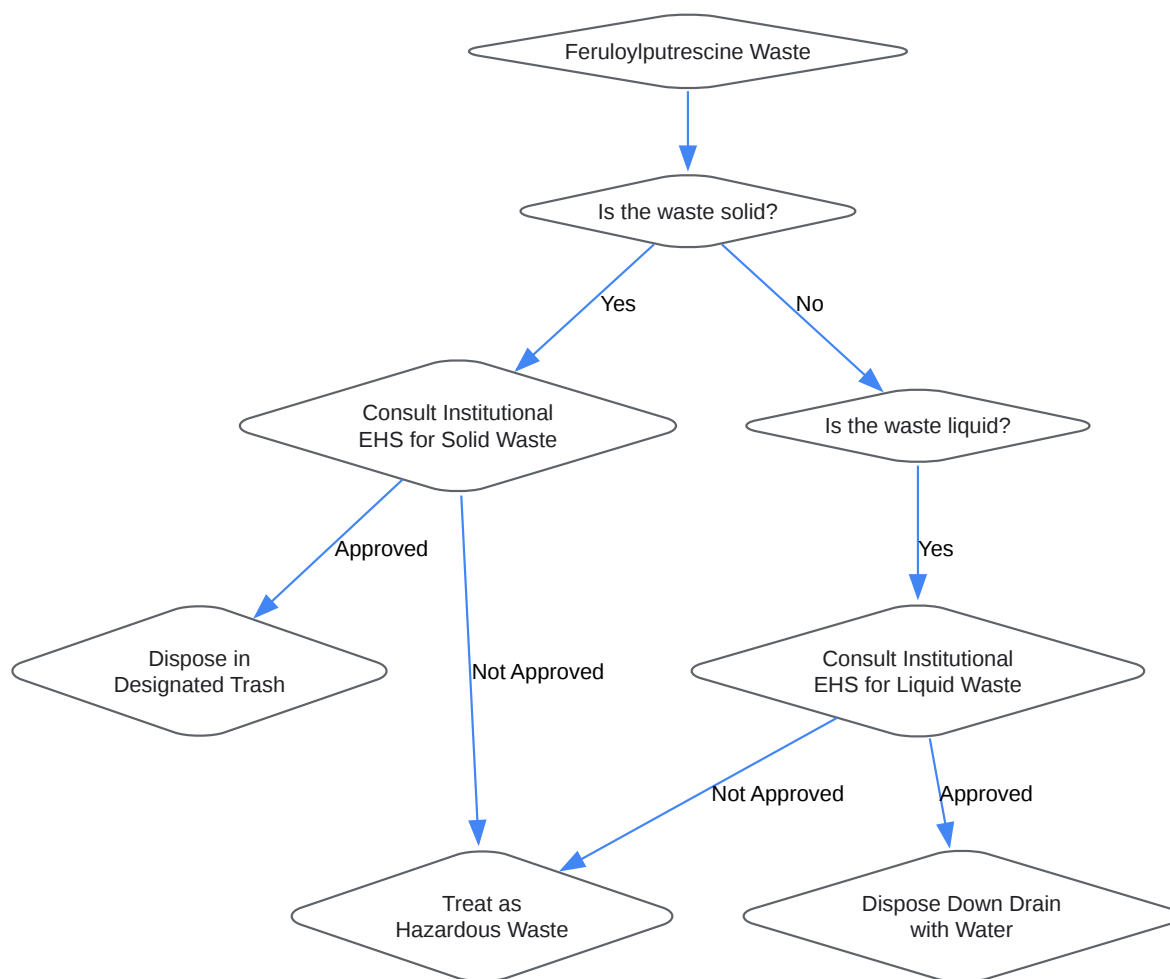 Feruloylputrescine Waste
Is the waste solid?
Yes
No
Consult Institutional
EHS for Solid Waste
Is the waste liquid?
Approved
Yes
Dispose in
Designated Trash
Not Approved
Consult Institutional
EHS for Liquid Waste
Not Approved
Approved
Treat as
Hazardous Waste
Dispose Down Drain
with Water